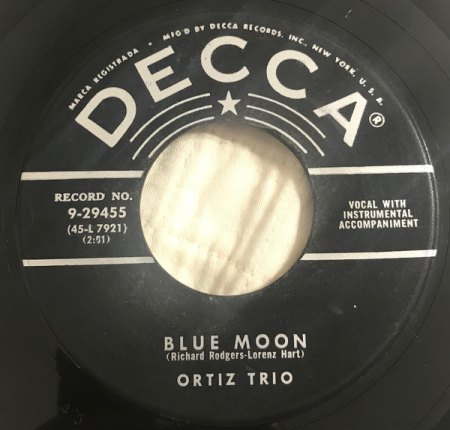 MARCA REGISTRADA • MFG'D BY DECCA RECORDS, INC., NEW YORK, U.S.A.
DECCA®
RECORD NO.
9-29455
(45-L 7921)
(2:01)
VOCAL WITH
INSTRUMENTAL
ACCOMPANIMENT
BLUE MOON
(Richard Rodgers-Lorenz Hart)
ORTIZ TRIO